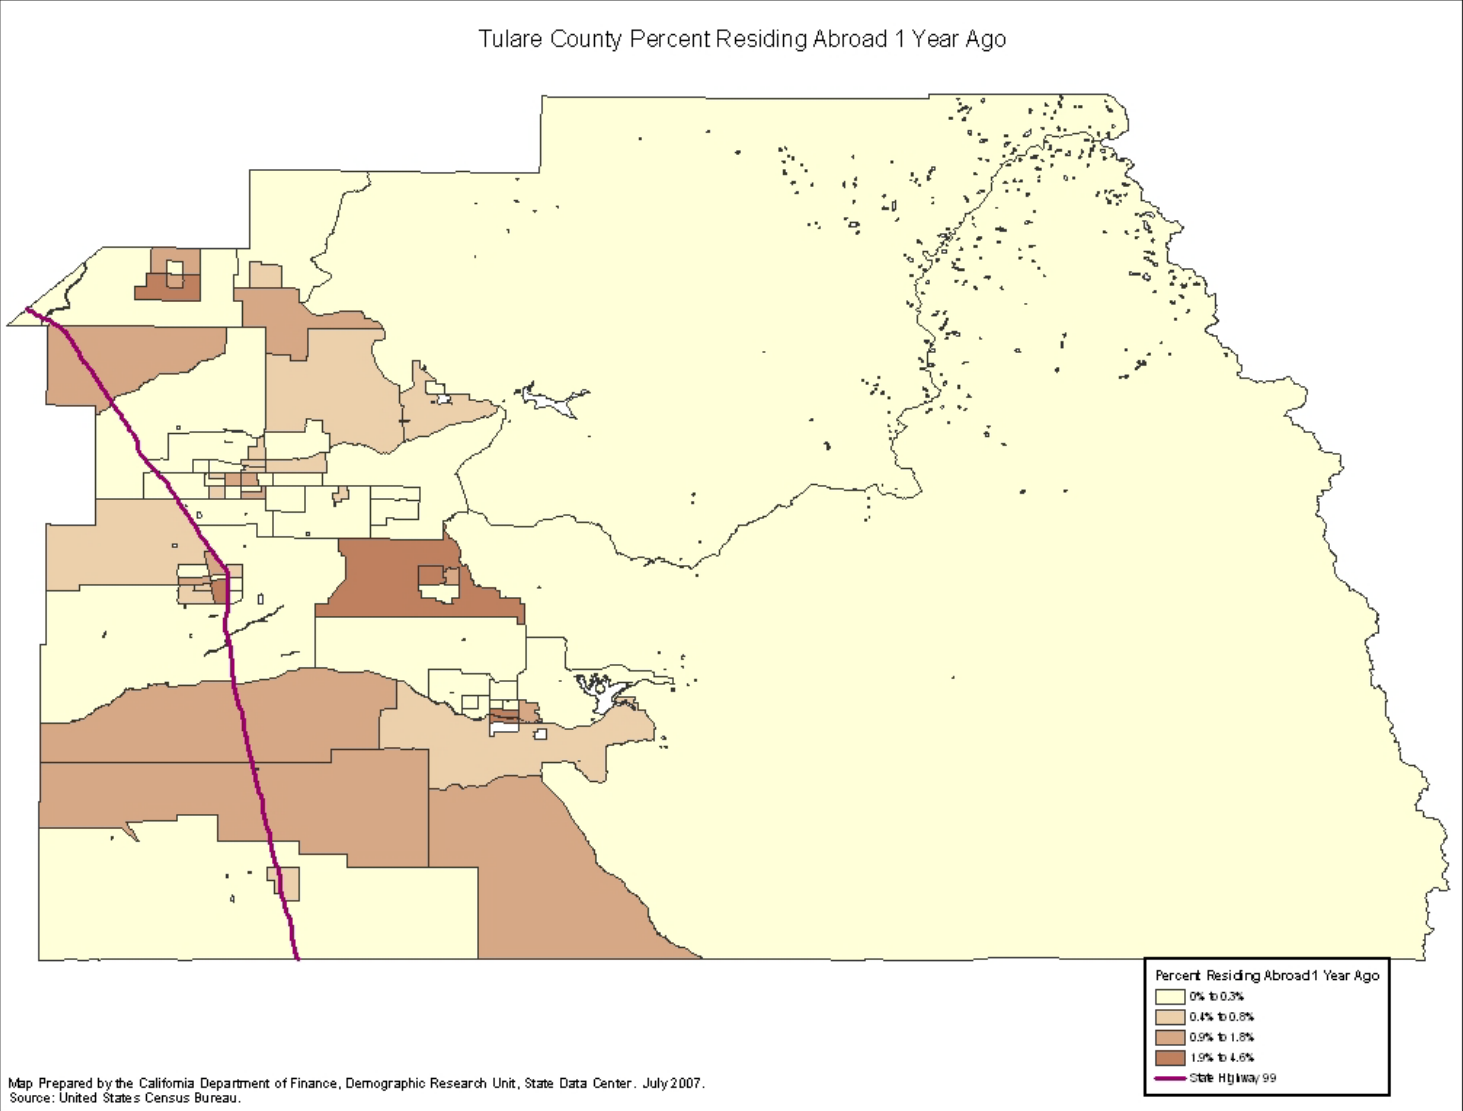 Tulare County Percent Residing Abroad 1 Year Ago
Percent Residing Abroad 1 Year Ago
0% to 0.3%
0.4% to 0.8%
0.9% to 1.8%
1.9% to 4.6%
State Highway 99
Map Prepared by the California Department of Finance, Demographic Research Unit, State Data Center. July 2007.
Source: United States Census Bureau.